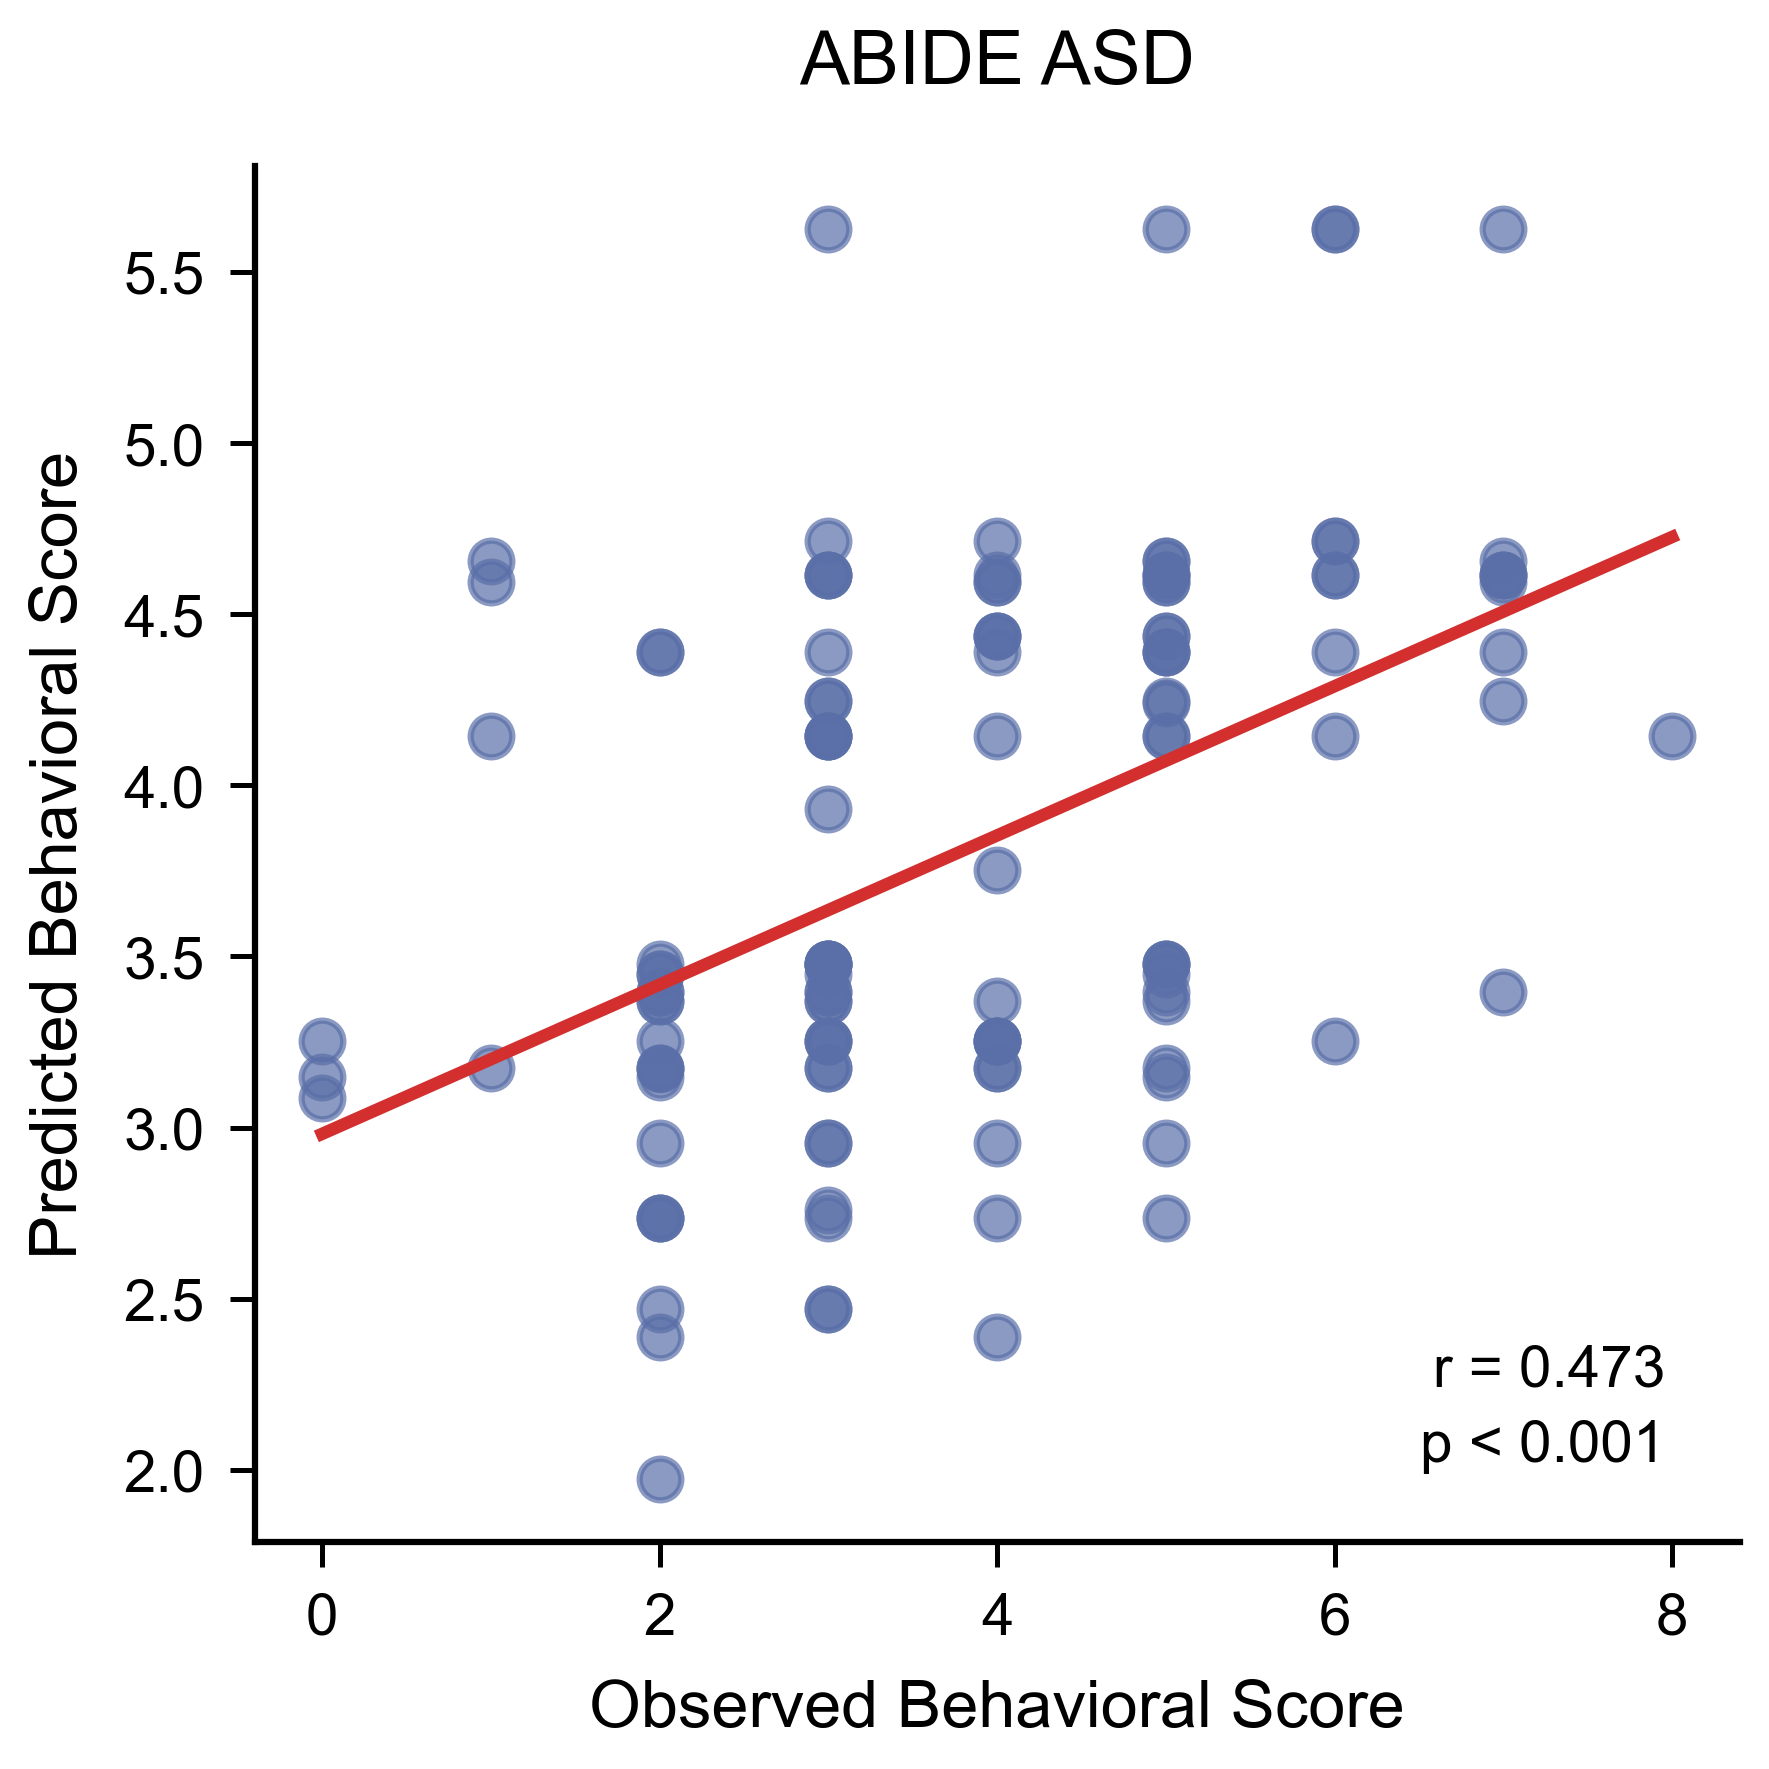 ABIDE ASD
Predicted Behavioral Score
5.5
5.0
4.5
4.0
3.5
3.0
2.5
2.0
r = 0.473
p < 0.001
0 2 4 6 8
Observed Behavioral Score